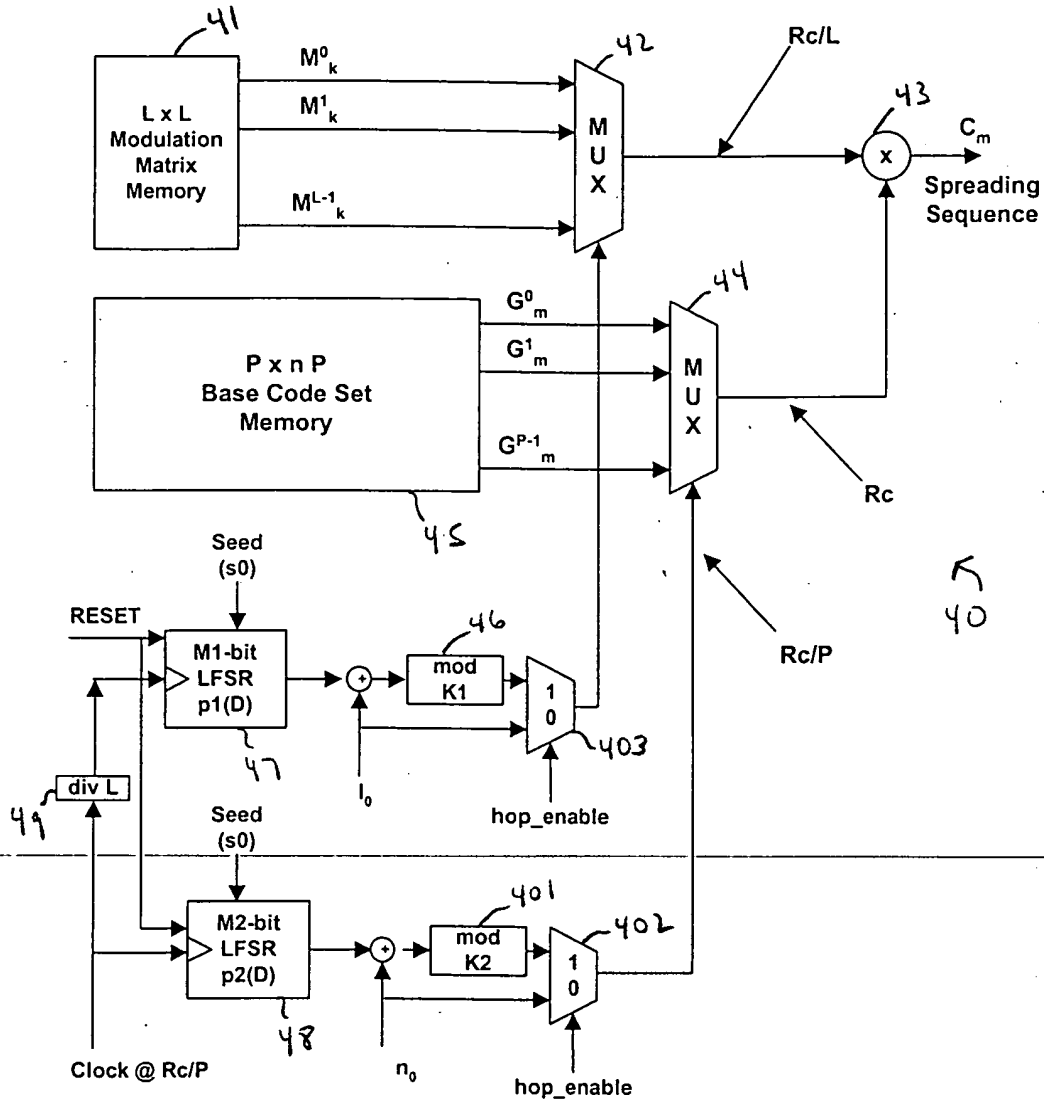 41
L x L
Modulation
Matrix
Memory
M⁰ₖ
M¹ₖ
M^L-1ₖ
42
M
U
X
Rc/L
43
x
Cₘ
Spreading
Sequence
P x n P
Base Code Set
Memory
45
G⁰ₘ
G¹ₘ
G^P-1ₘ
44
M
U
X
Rc
Rc/P
40
Seed
(s0)
RESET
M1-bit
LFSR
p1(D)
47
+
46
mod
K1
1
0
403
l₀
hop_enable
49
div L
Seed
(s0)
M2-bit
LFSR
p2(D)
48
+
401
mod
K2
402
1
0
Clock @ Rc/P
n₀
hop_enable